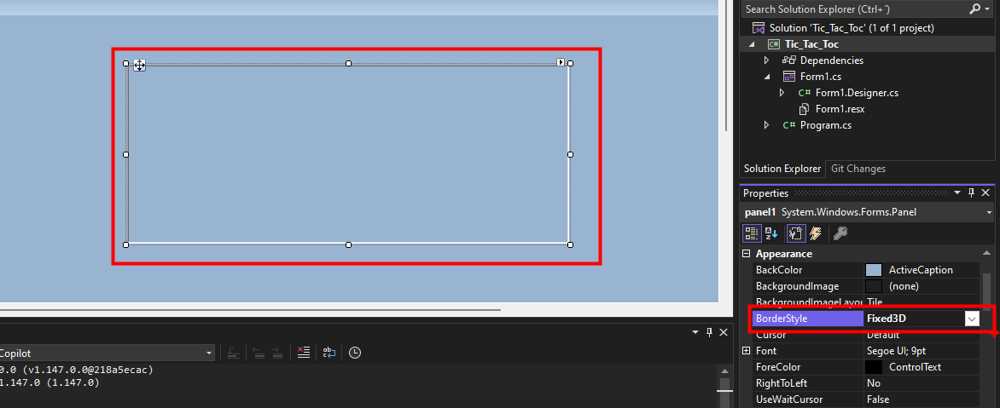 Search Solution Explorer (Ctrl+´)
Solution 'Tic_Tac_Toc' (1 of 1 project)
C# Tic_Tac_Toc
Dependencies
Form1.cs
C# Form1.Designer.cs
Form1.resx
C# Program.cs
Solution Explorer Git Changes
Properties
panel1 System.Windows.Forms.Panel
Appearance
BackColor ActiveCaption
BackgroundImage (none)
BackgroundImageLayou Tile
BorderStyle Fixed3D
Cursor Default
Font Segoe UI; 9pt
ForeColor ControlText
RightToLeft No
UseWaitCursor False
Copilot
0.0 (v1.147.0.0@218a5ecac)
1.147.0 (1.147.0)